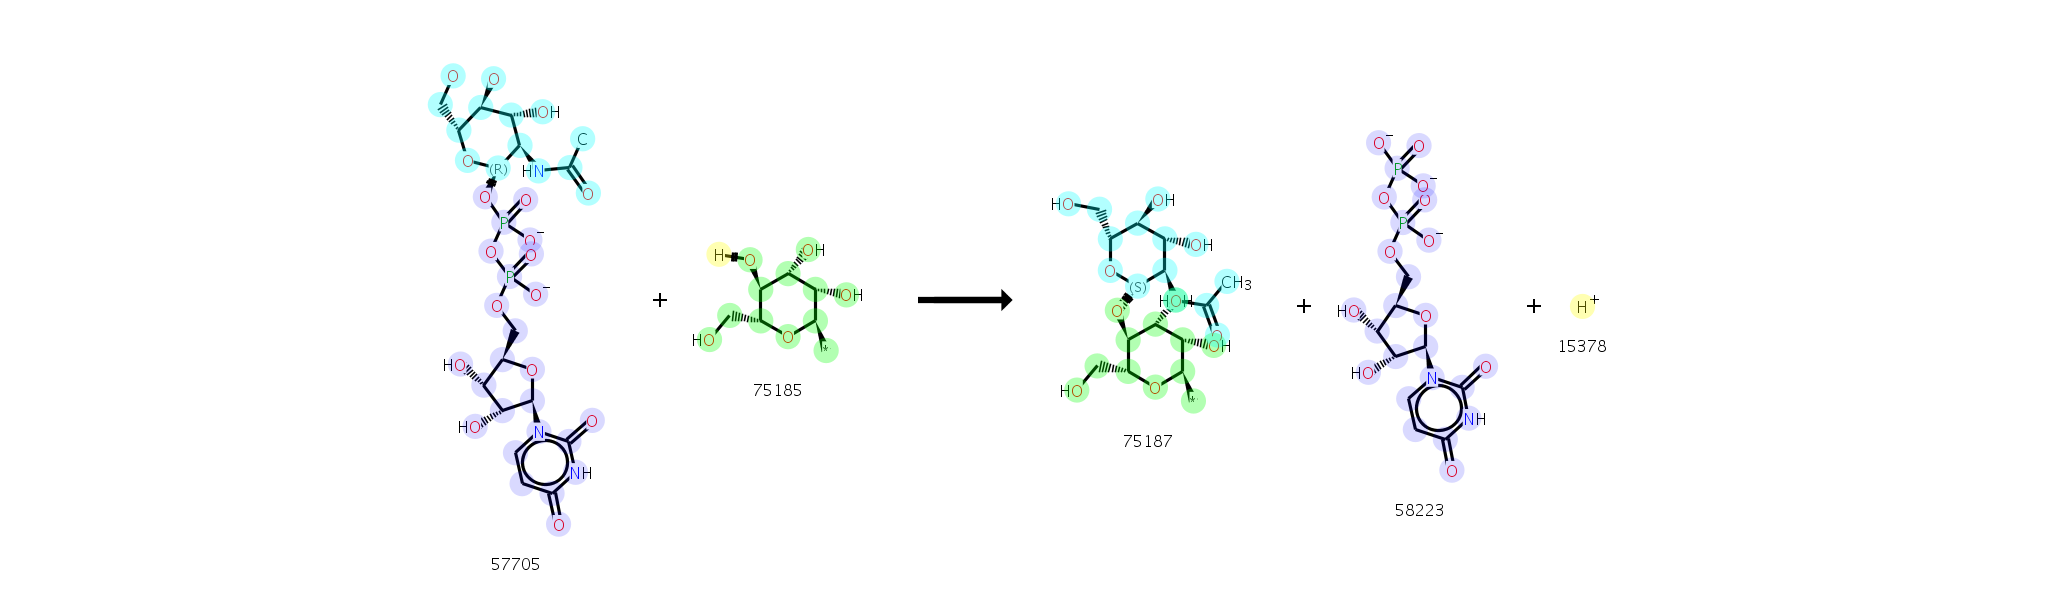 O O
OH
C
O (R) HN O
O
O P O
O⁻
O O
P O⁻
O
HO O
HO
N O
NH
O
57705
+
H O OH
OH
HO O *
75185
HO OH
OH
O (S) CH3
HOH
O O
OH
HO O *
75187
+
O⁻ O
P
O O⁻
O
P O⁻
O
HO O
HO
N O
NH
O
58223
+
H⁺
15378